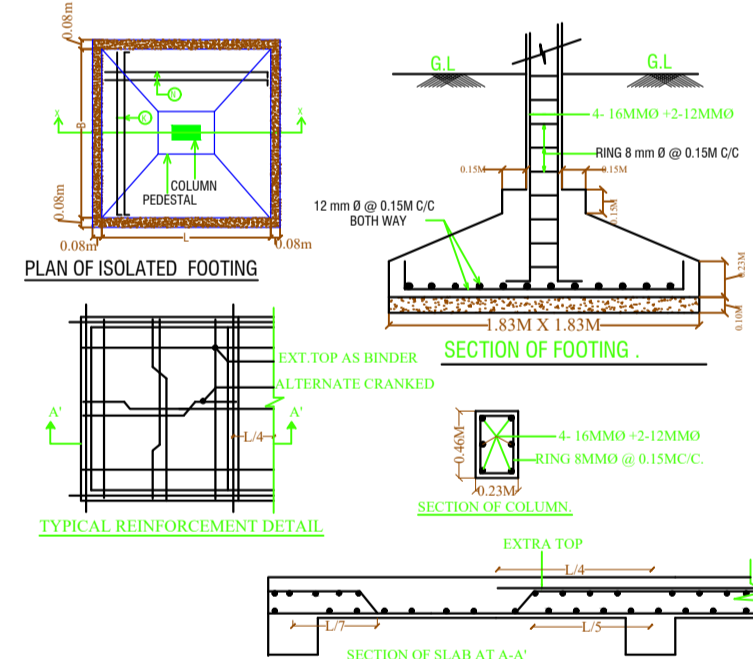 0.08m
0.08m
0.08m
0.08m
R
R
x
x
B
COLUMN
PEDESTAL
L
PLAN OF ISOLATED FOOTING
G.L
G.L
4- 16MMØ +2-12MMØ
RING 8 mm Ø @ 0.15M C/C
0.15M
0.15M
0.15M
12 mm Ø @ 0.15M C/C
BOTH WAY
0.23M
0.10M
1.83M X 1.83M
SECTION OF FOOTING .
EXT.TOP AS BINDER
ALTERNATE CRANKED
A'
A'
L/4
TYPICAL REINFORCEMENT DETAIL
4- 16MMØ +2-12MMØ
RING 8MMØ @ 0.15MC/C.
0.46M
0.23M
SECTION OF COLUMN.
EXTRA TOP
L/4
L/7
L/5
SECTION OF SLAB AT A-A'